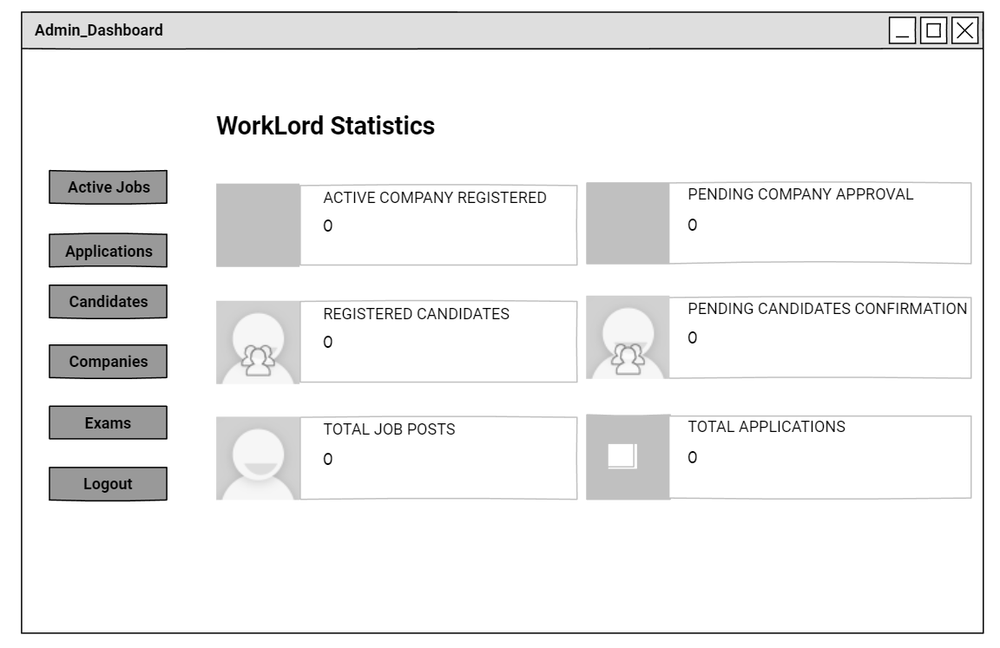 Admin_Dashboard
WorkLord Statistics
Active Jobs
Applications
Candidates
Companies
Exams
Logout
ACTIVE COMPANY REGISTERED
0
PENDING COMPANY APPROVAL
0
REGISTERED CANDIDATES
0
PENDING CANDIDATES CONFIRMATION
0
TOTAL JOB POSTS
0
TOTAL APPLICATIONS
0